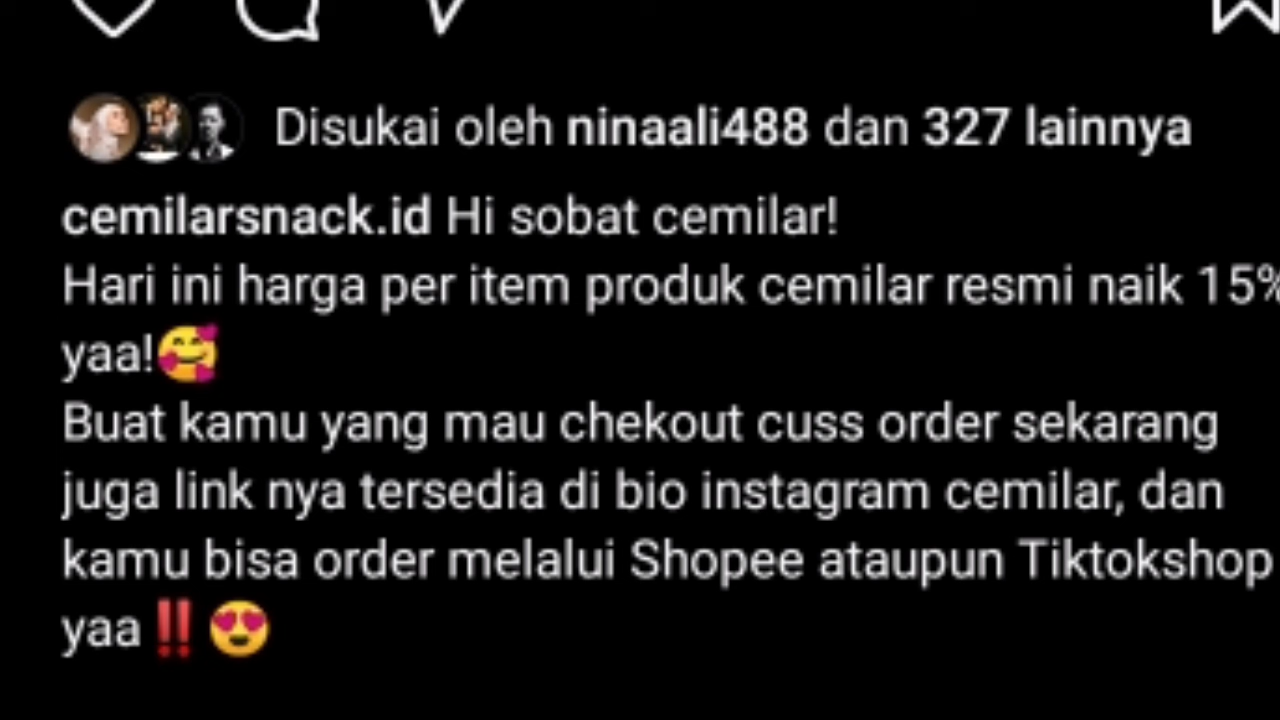 Disukai oleh ninaali488 dan 327 lainnya
cemilarsnack.id Hi sobat cemilar!
Hari ini harga per item produk cemilar resmi naik 15%
yaa!🥰
Buat kamu yang mau chekout cuss order sekarang
juga link nya tersedia di bio instagram cemilar, dan
kamu bisa order melalui Shopee ataupun Tiktokshop
yaa‼️😍